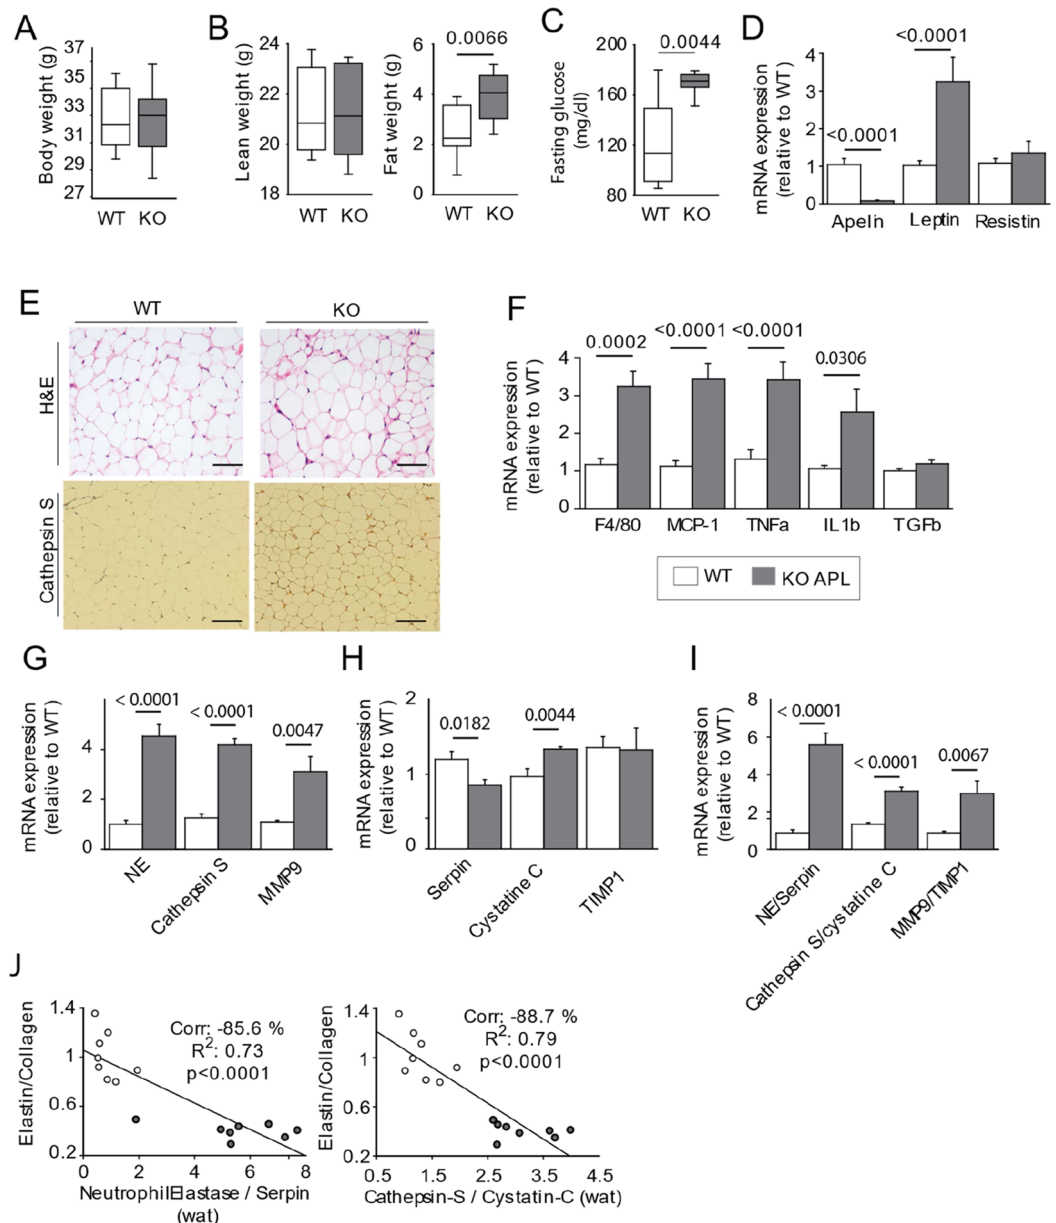 A
Body weight (g)
37
35
33
31
29
27
WT KO
B
Lean weight (g)
24
22
20
18
WT KO
Fat weight (g)
6
4
2
0
0.0066
WT KO
C
Fasting glucose
(mg/dl)
200
160
120
80
0.0044
WT KO
D
mRNA expression
(relative to WT)
4
3
2
1
0
<0.0001
<0.0001
Apelin Leptin Resistin
E
WT KO
H&E
Cathepsin S
F
mRNA expression
(relative to WT)
4
3
2
1
0
0.0002 <0.0001 <0.0001 0.0306
F4/80 MCP-1 TNFa IL1b TGFb
WT KO APL
G
mRNA expression
(relative to WT)
4
2
0
< 0.0001 < 0.0001 0.0047
NE Cathepsin S MMP9
H
mRNA expression
(relative to WT)
2
1
0
0.0182 0.0044
Serpin Cystatine C TIMP1
I
mRNA expression
(relative to WT)
8
6
4
2
0
< 0.0001 < 0.0001 0.0067
NE/Serpin Cathepsin S/cystatine C MMP9/TIMP1
J
Elastin/Collagen
1.4
1
0.6
0.2
Corr: -85.6 %
R2: 0.73
p<0.0001
0 2 4 6 8
NeutrophilElastase / Serpin
(wat)
Elastin/Collagen
1.4
1
0.6
0.2
Corr: -88.7 %
R2: 0.79
p<0.0001
0.5 1.5 2.5 3.5 4.5
Cathepsin-S / Cystatin-C (wat)